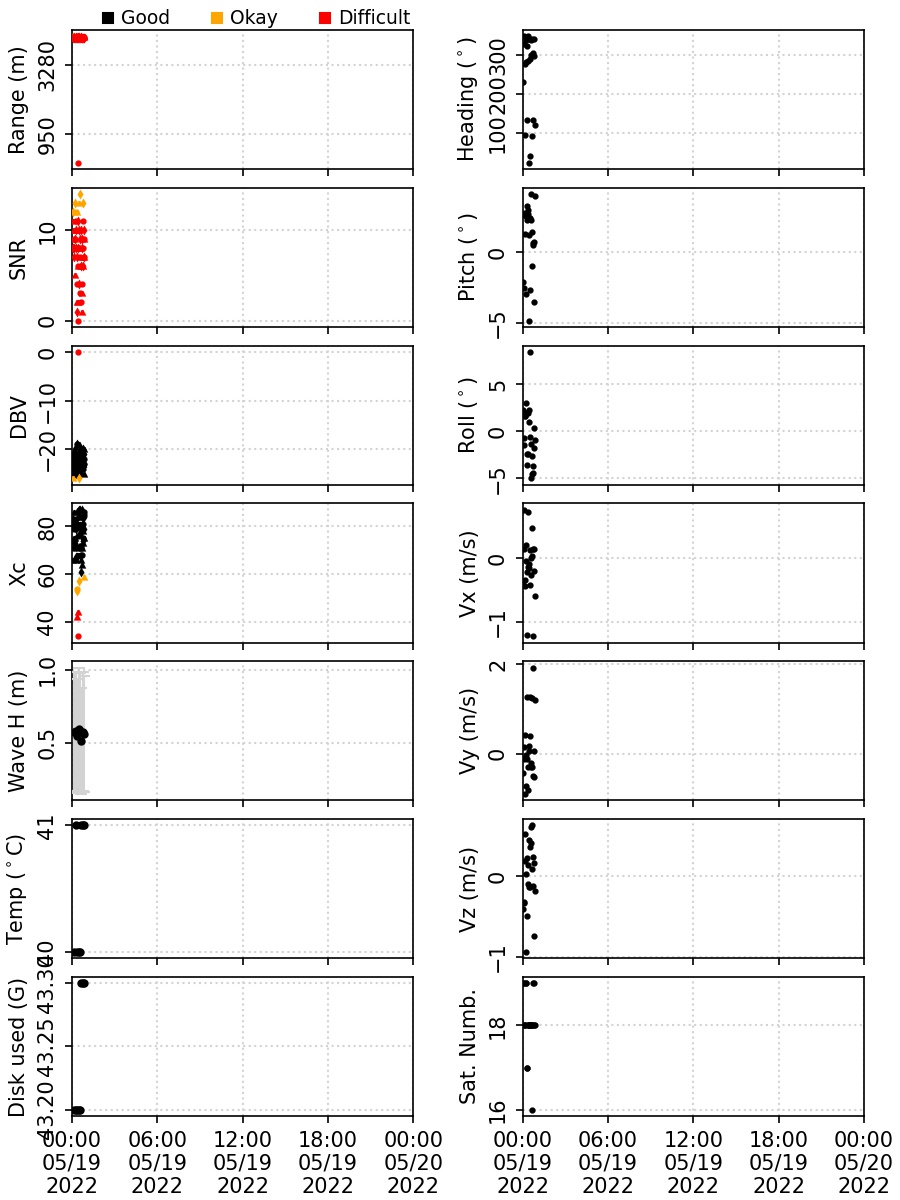 Good Okay Difficult
Range (m)
3280
950
SNR
10
0
DBV
0
−10
−20
Xc
80
60
40
Wave H (m)
1.0
0.5
Temp (°C)
41
40
Disk used (G)
43.30
43.25
43.20
00:00 06:00 12:00 18:00 00:00
05/19 05/19 05/19 05/19 05/20
2022 2022 2022 2022 2022
Heading (°)
300
200
100
Pitch (°)
0
−5
Roll (°)
5
0
−5
Vx (m/s)
0
−1
Vy (m/s)
2
0
Vz (m/s)
0
−1
Sat. Numb.
18
16
00:00 06:00 12:00 18:00 00:00
05/19 05/19 05/19 05/19 05/20
2022 2022 2022 2022 2022